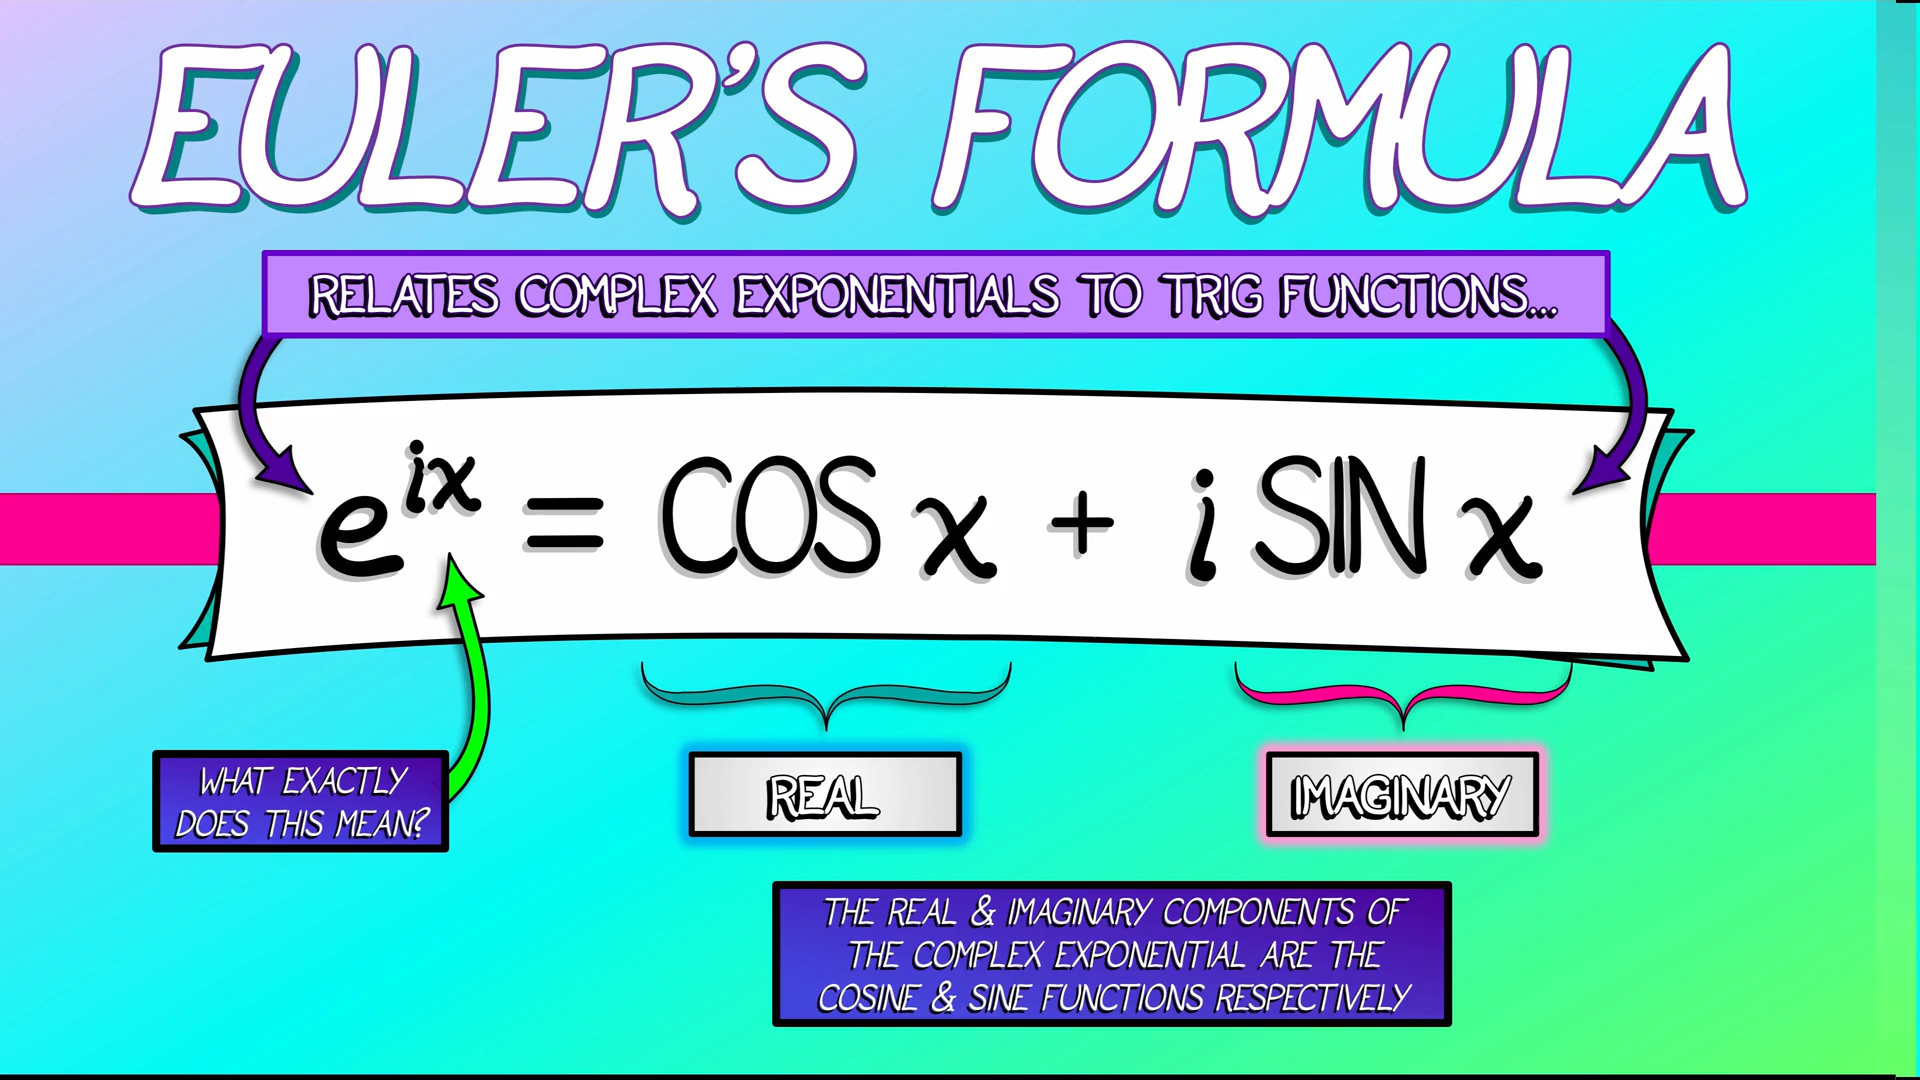 EULER'S FORMULA
RELATES COMPLEX EXPONENTIALS TO TRIG FUNCTIONS...
e^{ix} = COS x + i SIN x
WHAT EXACTLY
DOES THIS MEAN?
REAL
IMAGINARY
THE REAL & IMAGINARY COMPONENTS OF
THE COMPLEX EXPONENTIAL ARE THE
COSINE & SINE FUNCTIONS RESPECTIVELY